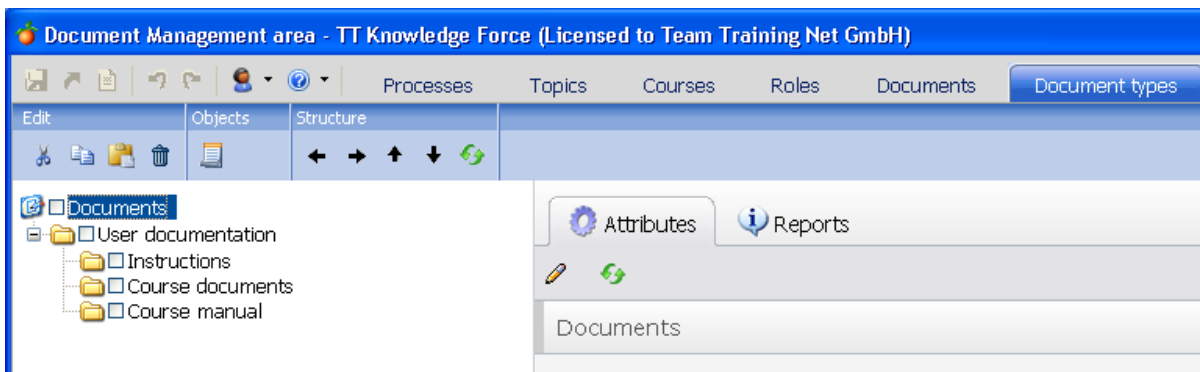 Document Management area - TT Knowledge Force (Licensed to Team Training Net GmbH)
Processes Topics Courses Roles Documents Document types
Edit Objects Structure
Documents
User documentation
Instructions
Course documents
Course manual
Attributes Reports
Documents